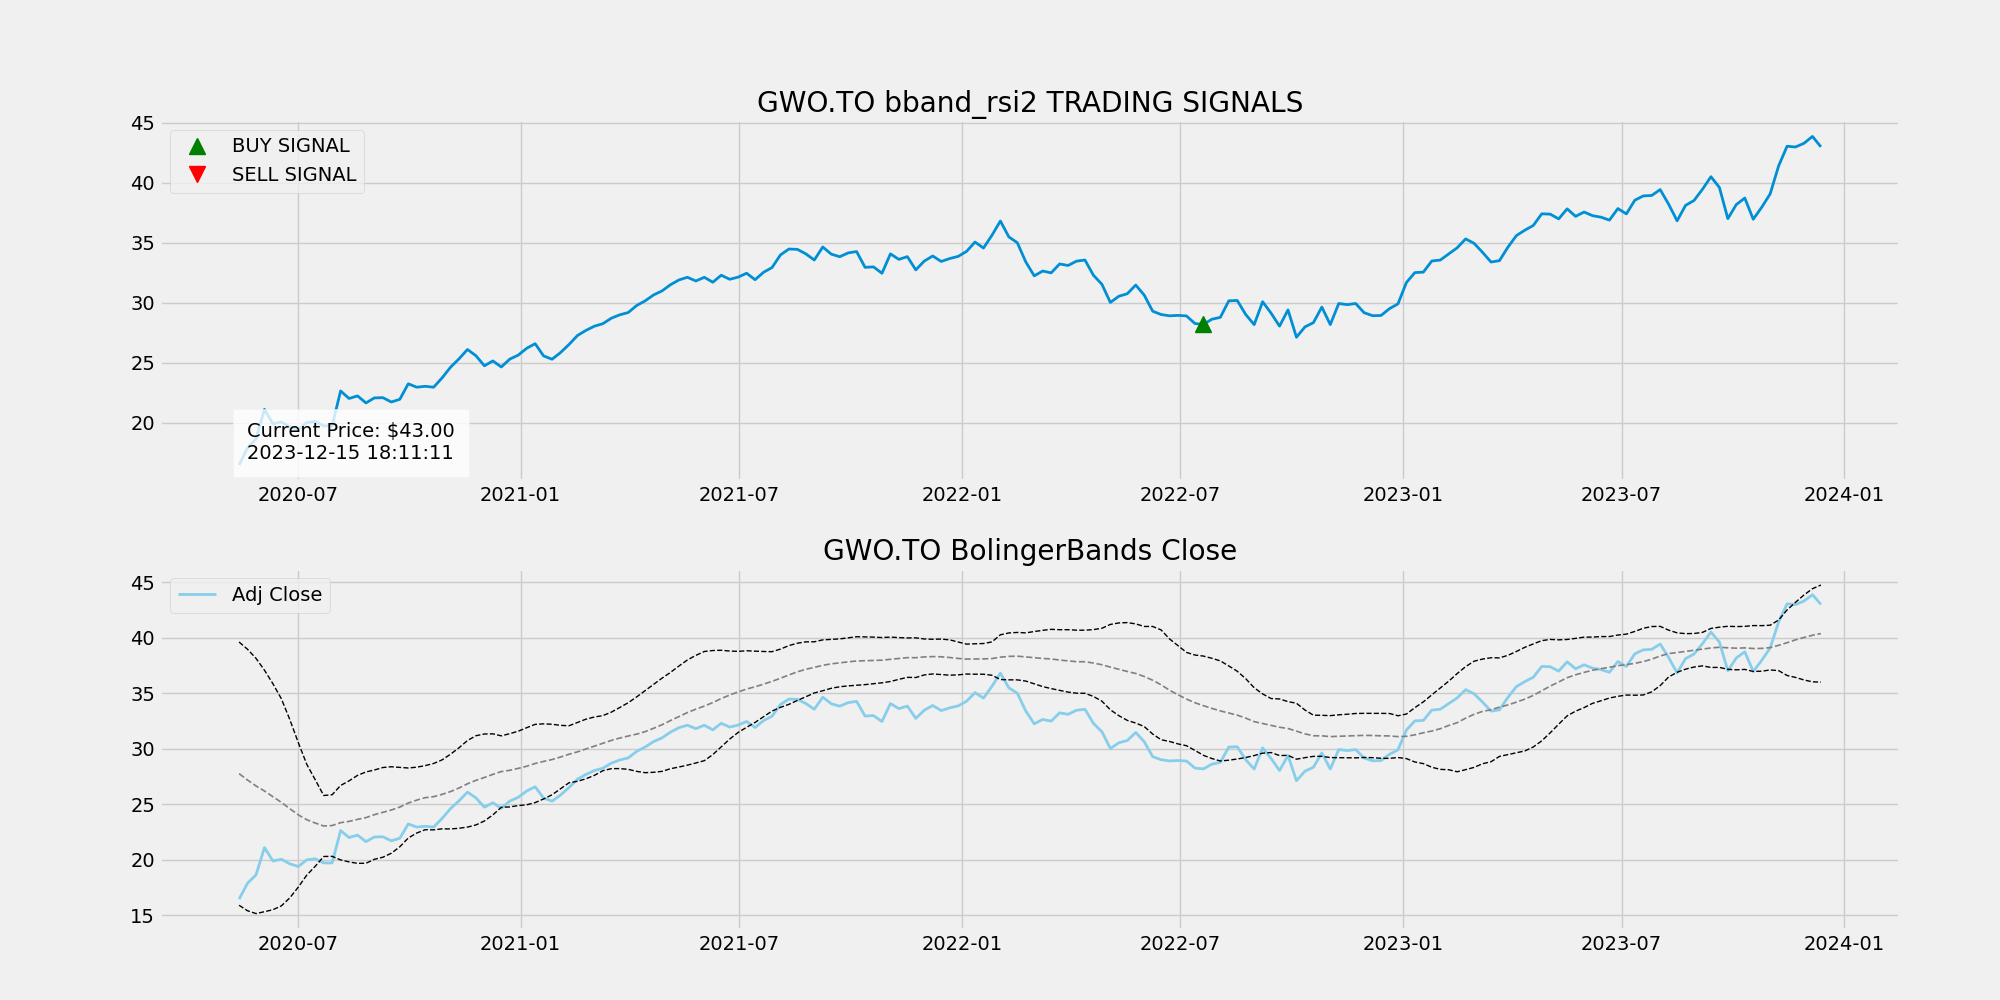 GWO.TO bband_rsi2 TRADING SIGNALS
45
40
35
30
25
20
BUY SIGNAL
SELL SIGNAL
Current Price: $43.00
2023-12-15 18:11:11
2020-07 2021-01 2021-07 2022-01 2022-07 2023-01 2023-07 2024-01
GWO.TO BolingerBands Close
45
40
35
30
25
20
15
Adj Close
2020-07 2021-01 2021-07 2022-01 2022-07 2023-01 2023-07 2024-01